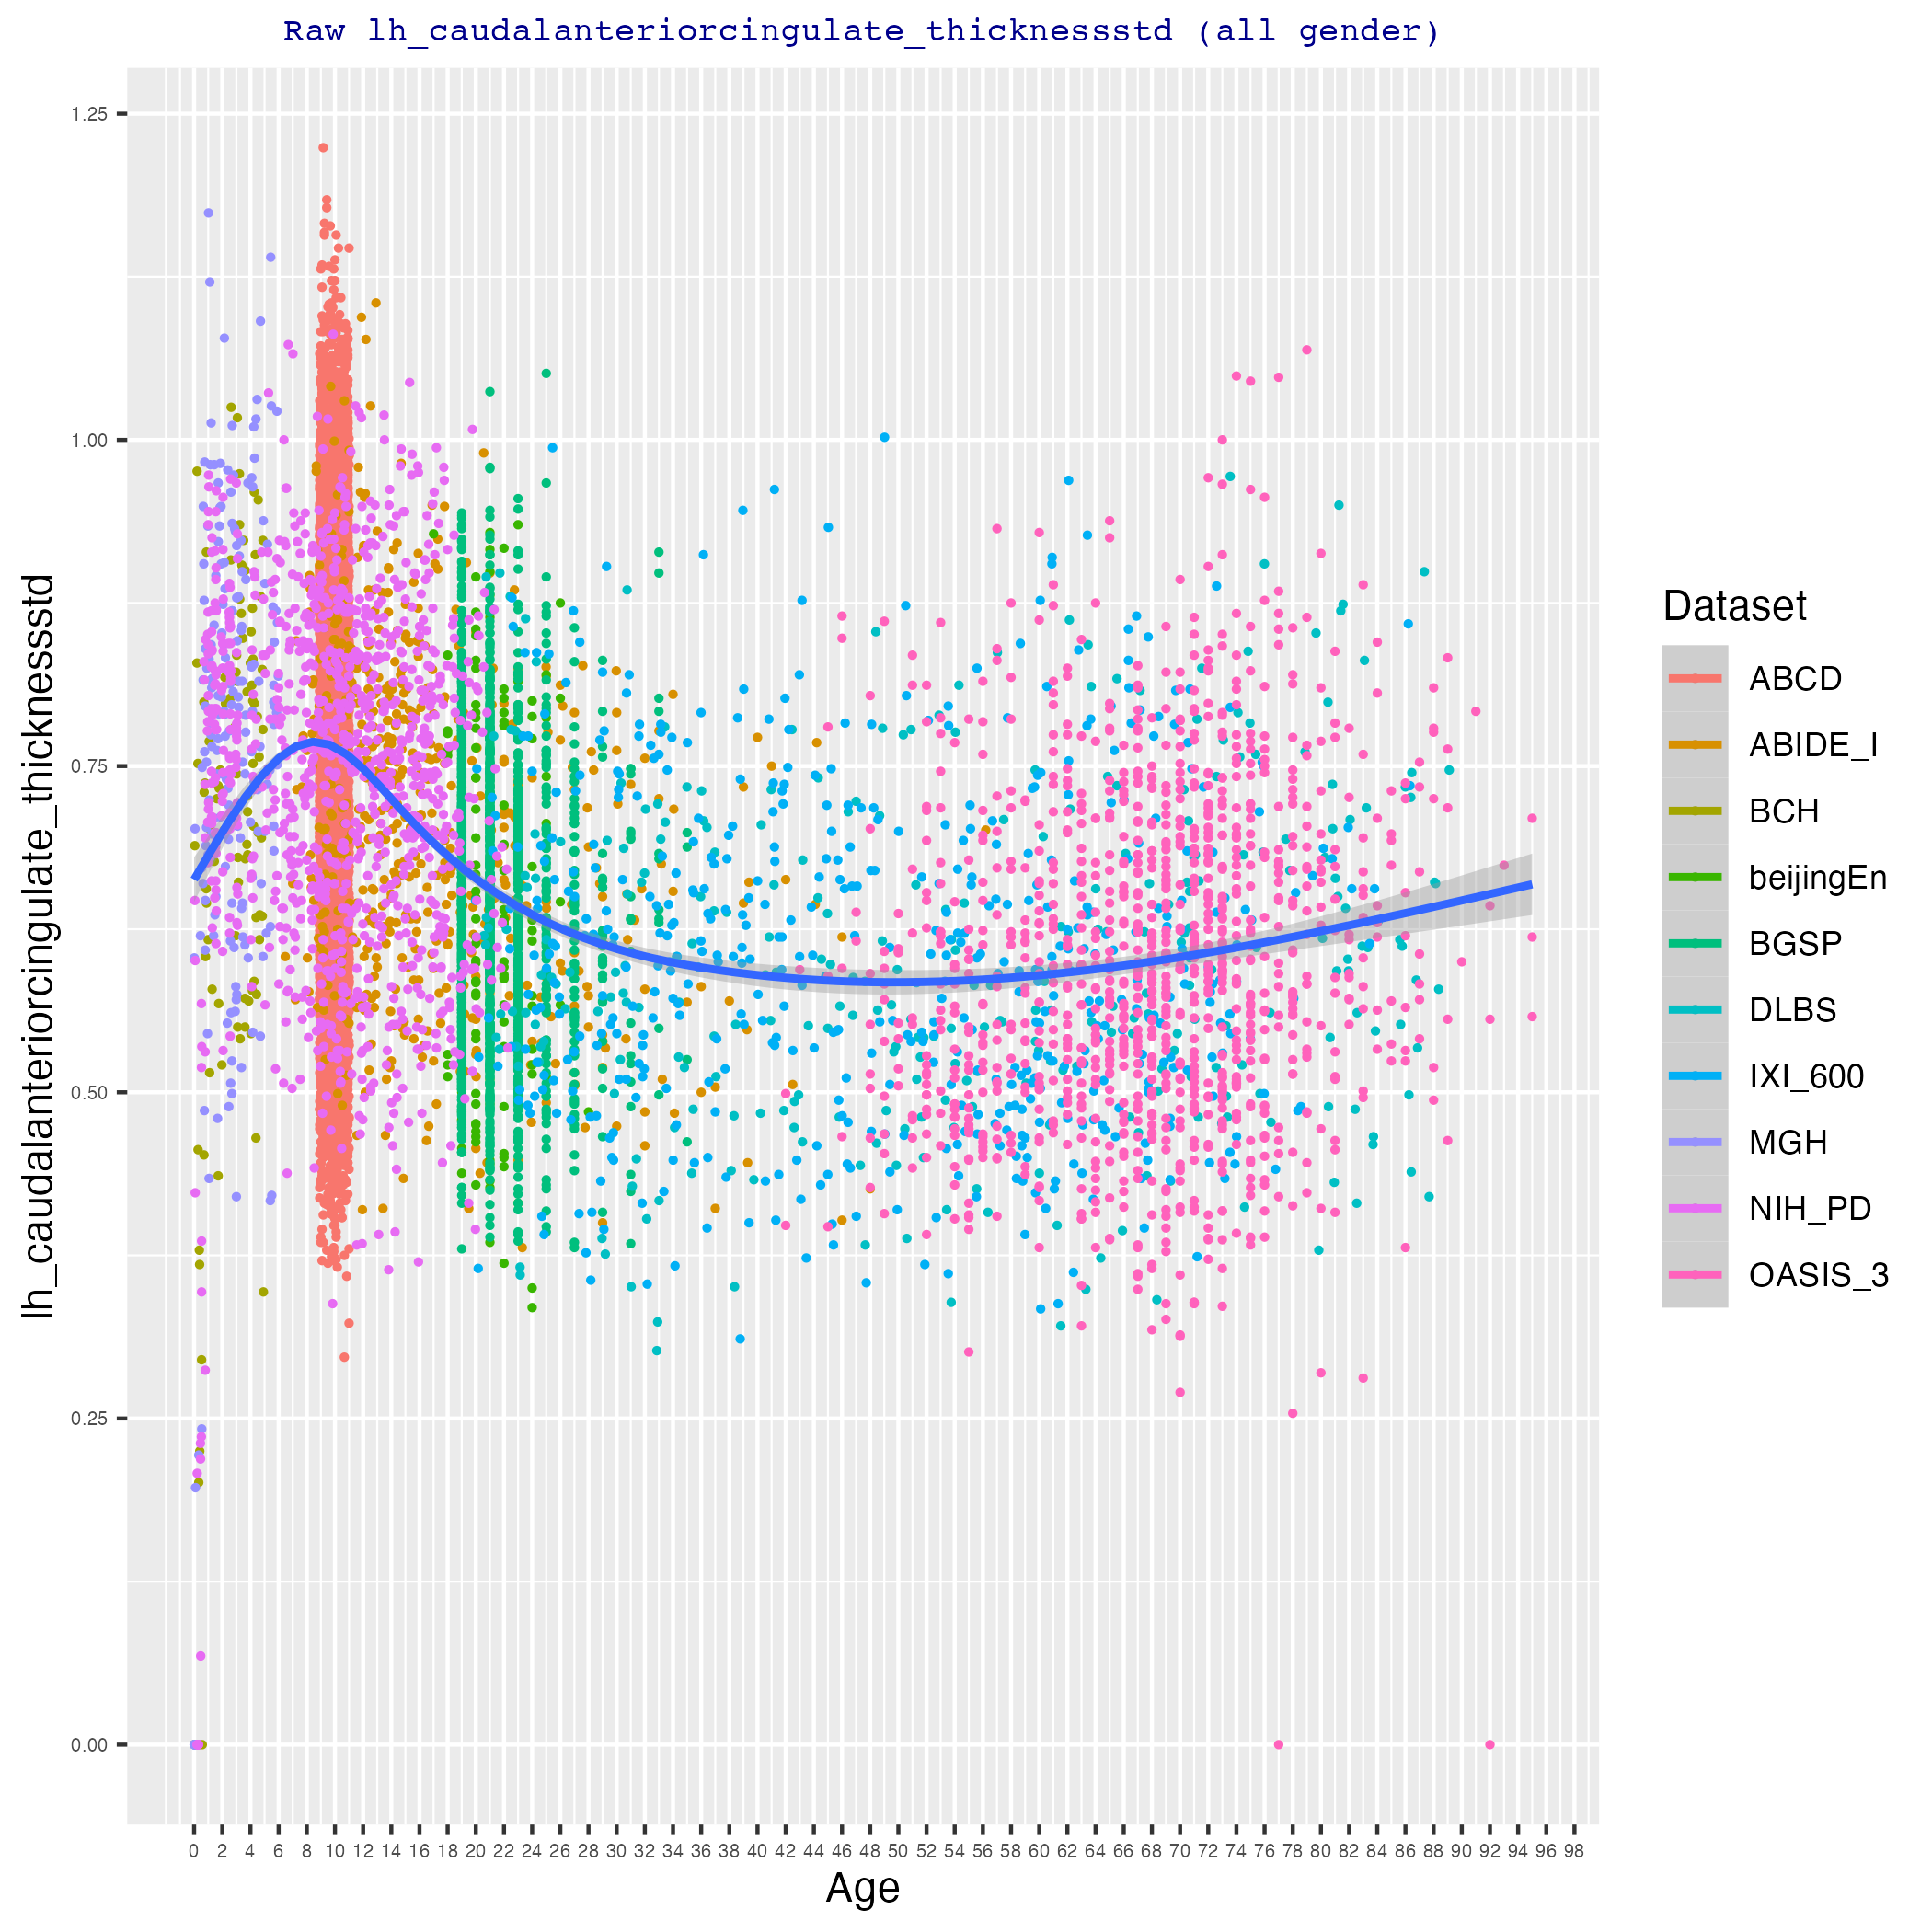 Raw lh_caudalanteriorcingulate_thicknessstd (all gender)
lh_caudalanteriorcingulate_thicknessstd
1.25
1.00
0.75
0.50
0.25
0.00
0 2 4 6 8 10 12 14 16 18 20 22 24 26 28 30 32 34 36 38 40 42 44 46 48 50 52 54 56 58 60 62 64 66 68 70 72 74 76 78 80 82 84 86 88 90 92 94 96 98
Age
Dataset
ABCD
ABIDE_I
BCH
beijingEn
BGSP
DLBS
IXI_600
MGH
NIH_PD
OASIS_3